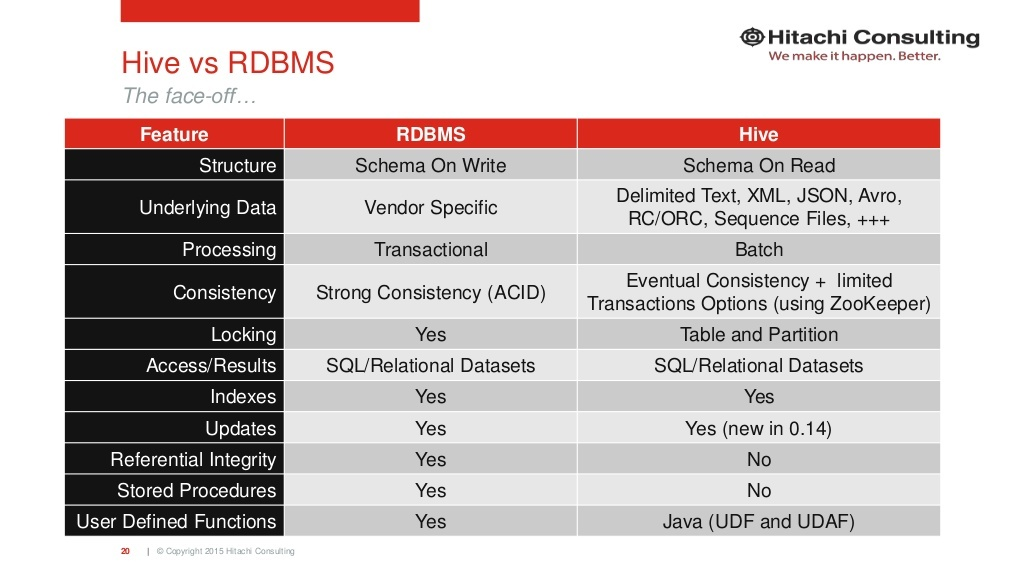 Hitachi Consulting
We make it happen. Better.
Hive vs RDBMS
The face-off…
Feature RDBMS Hive
Structure Schema On Write Schema On Read
Underlying Data Vendor Specific Delimited Text, XML, JSON, Avro,
RC/ORC, Sequence Files, +++
Processing Transactional Batch
Consistency Strong Consistency (ACID) Eventual Consistency + limited
Transactions Options (using ZooKeeper)
Locking Yes Table and Partition
Access/Results SQL/Relational Datasets SQL/Relational Datasets
Indexes Yes Yes
Updates Yes Yes (new in 0.14)
Referential Integrity Yes No
Stored Procedures Yes No
User Defined Functions Yes Java (UDF and UDAF)
20 | © Copyright 2015 Hitachi Consulting